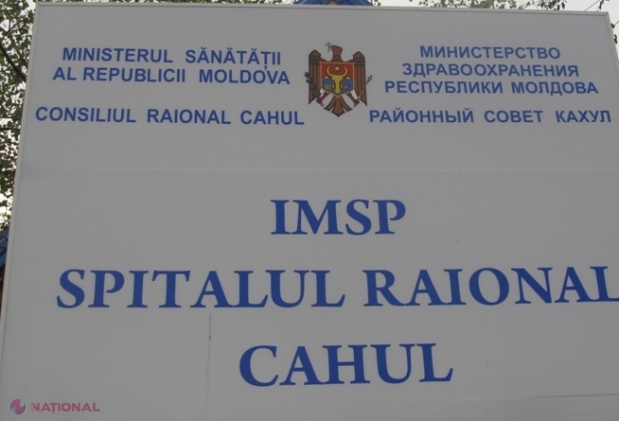 MINISTERUL SĂNĂTĂȚII
AL REPUBLICII MOLDOVA
CONSILIUL RAIONAL CAHUL
МИНИСТЕРСТВО
ЗДРАВООХРАНЕНИЯ
РЕСПУБЛИКИ МОЛДОВА
РАЙОННЫЙ СОВЕТ КАХУЛ
IMSP
SPITALUL RAIONAL
CAHUL
NAȚIONAL